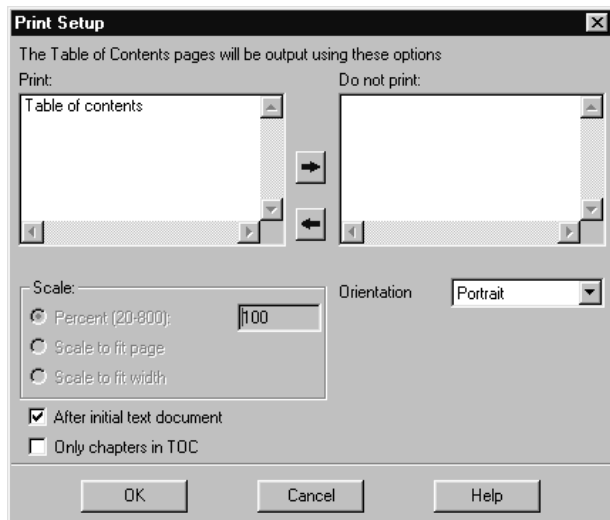 Print Setup
The Table of Contents pages will be output using these options
Print:
Do not print:
Table of contents
Scale:
Orientation
Portrait
Percent (20-800):
100
Scale to fit page
Scale to fit width
After initial text document
Only chapters in TOC
OK
Cancel
Help